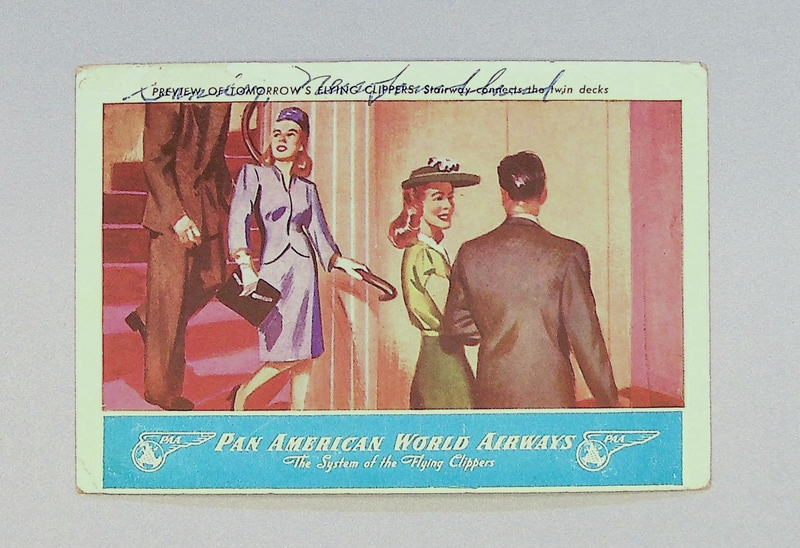 PREVIEW OF TOMORROW'S FLYING CLIPPERS. Stairway connects the twin decks
Newfoundland
PAA PAN AMERICAN WORLD AIRWAYS PAA
The System of the Flying Clippers